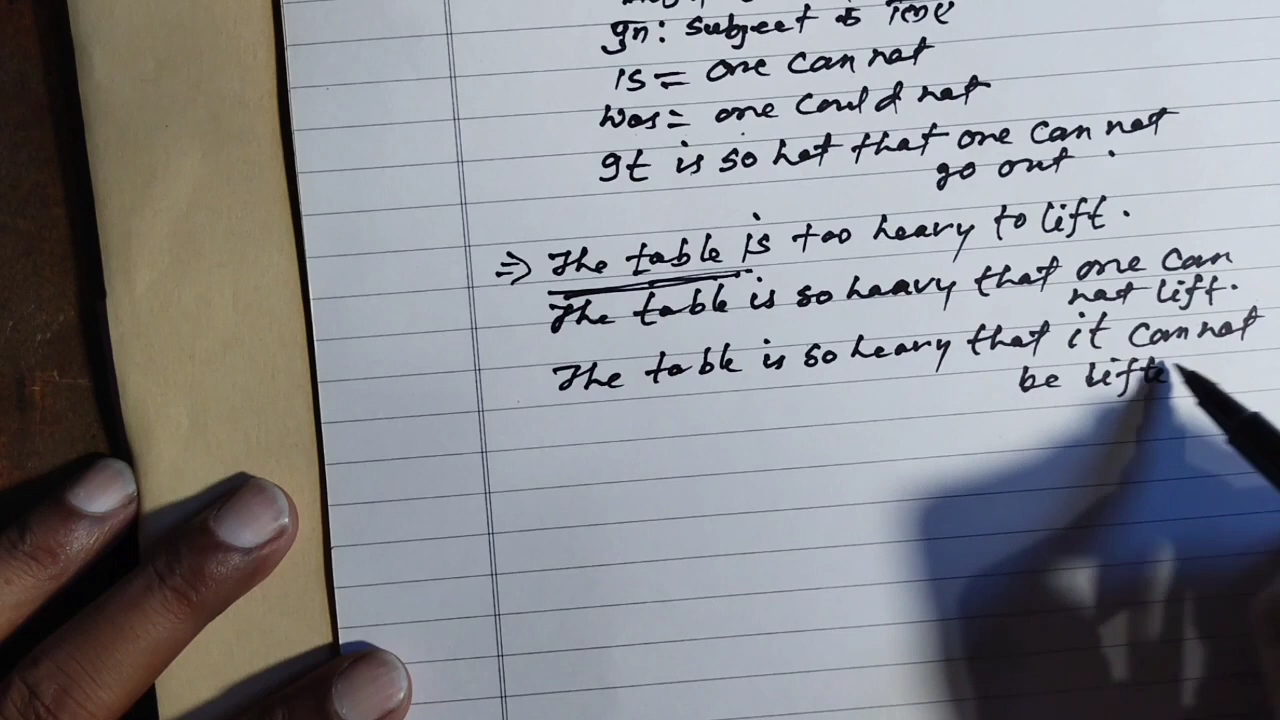 gn: subject
is = one can not
was = one could not
gt is so hot that one can not
go out .
=> The table is too heavy to lift .
The table is so heavy that one can
not lift .
The table is so heavy that it can not
be lifte